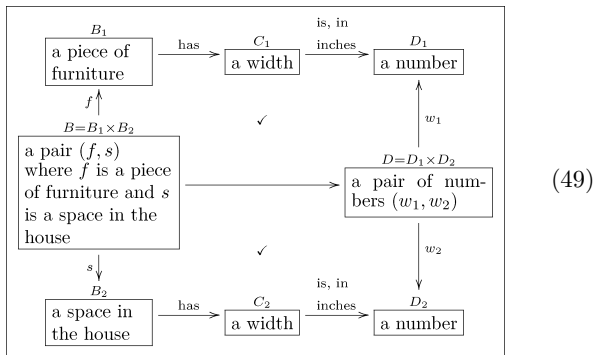 B₁
a piece of
furniture
has
C₁
a width
is, in
inches
D₁
a number
f
✓
w₁
B=B₁×B₂
a pair (f, s)
where f is a piece
of furniture and s
is a space in the
house
D=D₁×D₂
a pair of num-
bers (w₁, w₂)
(49)
✓
s
w₂
B₂
a space in
the house
has
C₂
a width
is, in
inches
D₂
a number